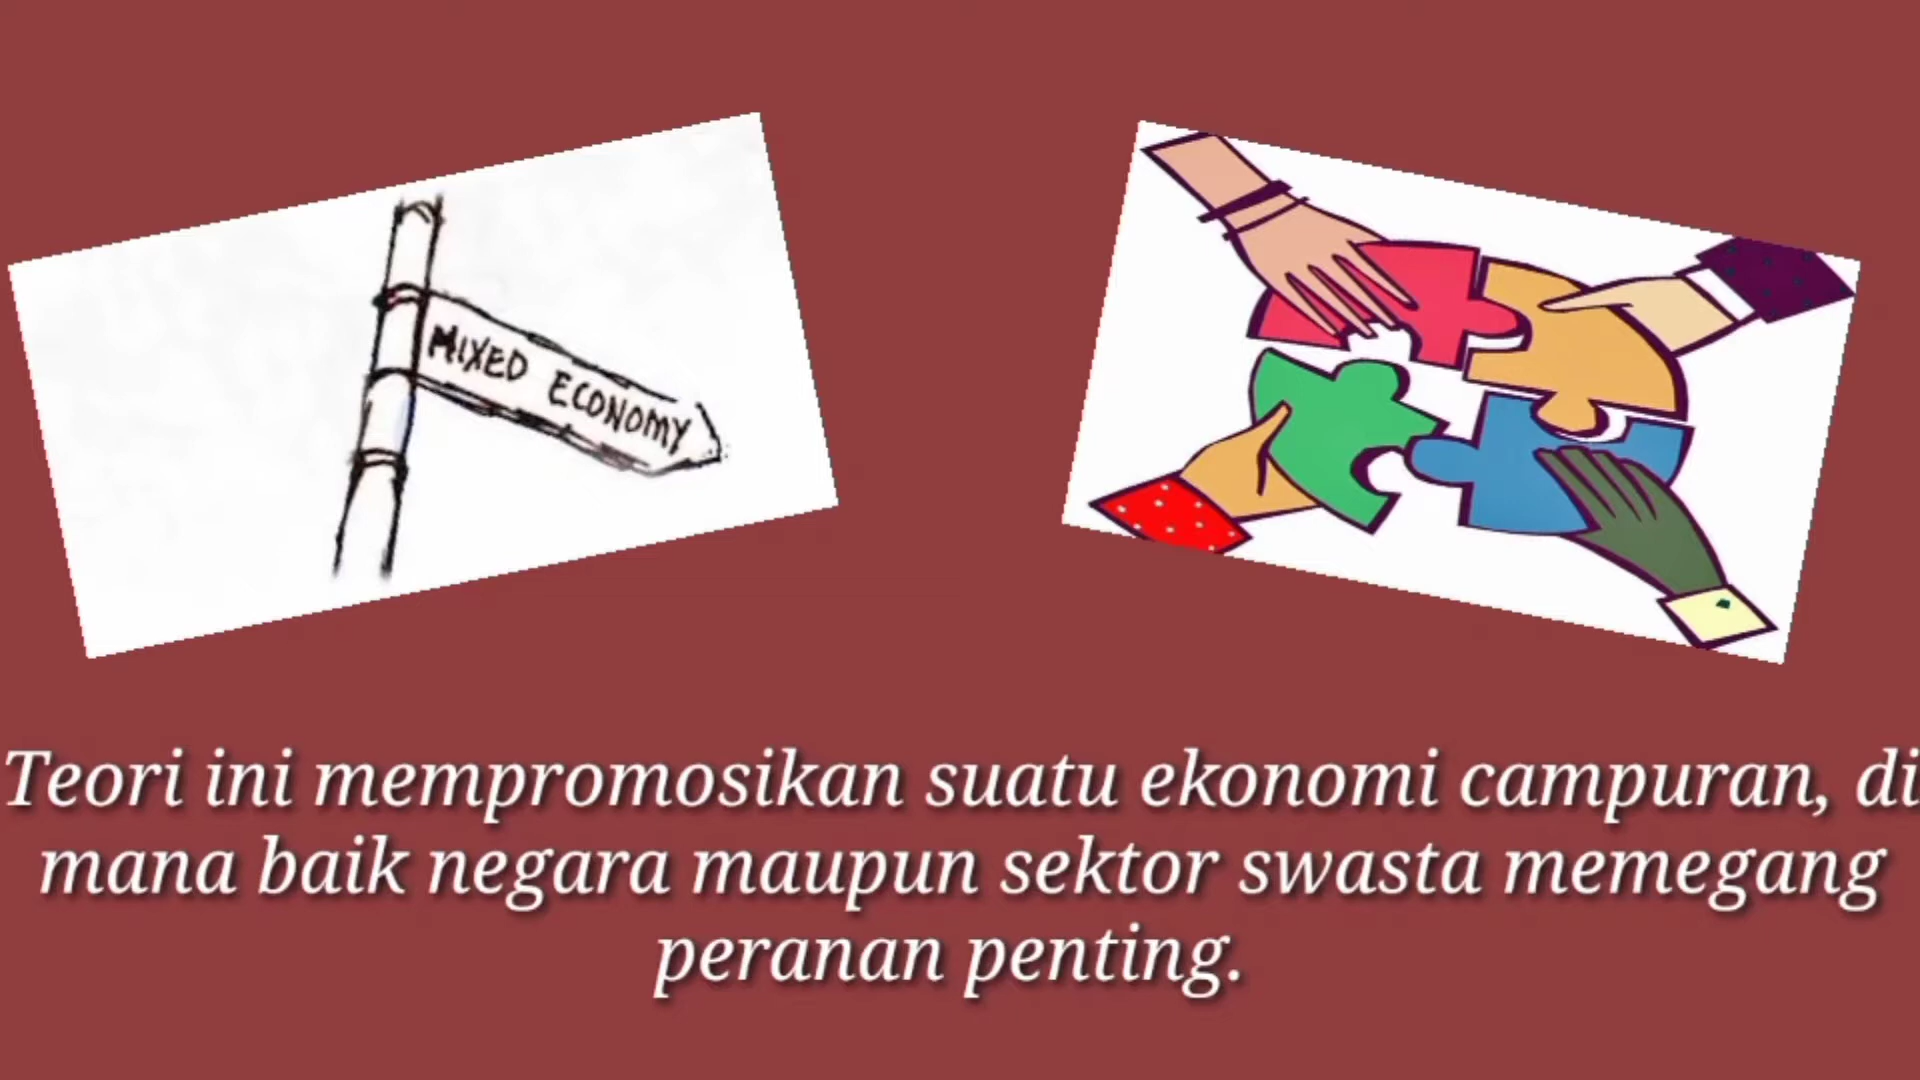 MIXED ECONOMY
Teori ini mempromosikan suatu ekonomi campuran, di
mana baik negara maupun sektor swasta memegang
peranan penting.